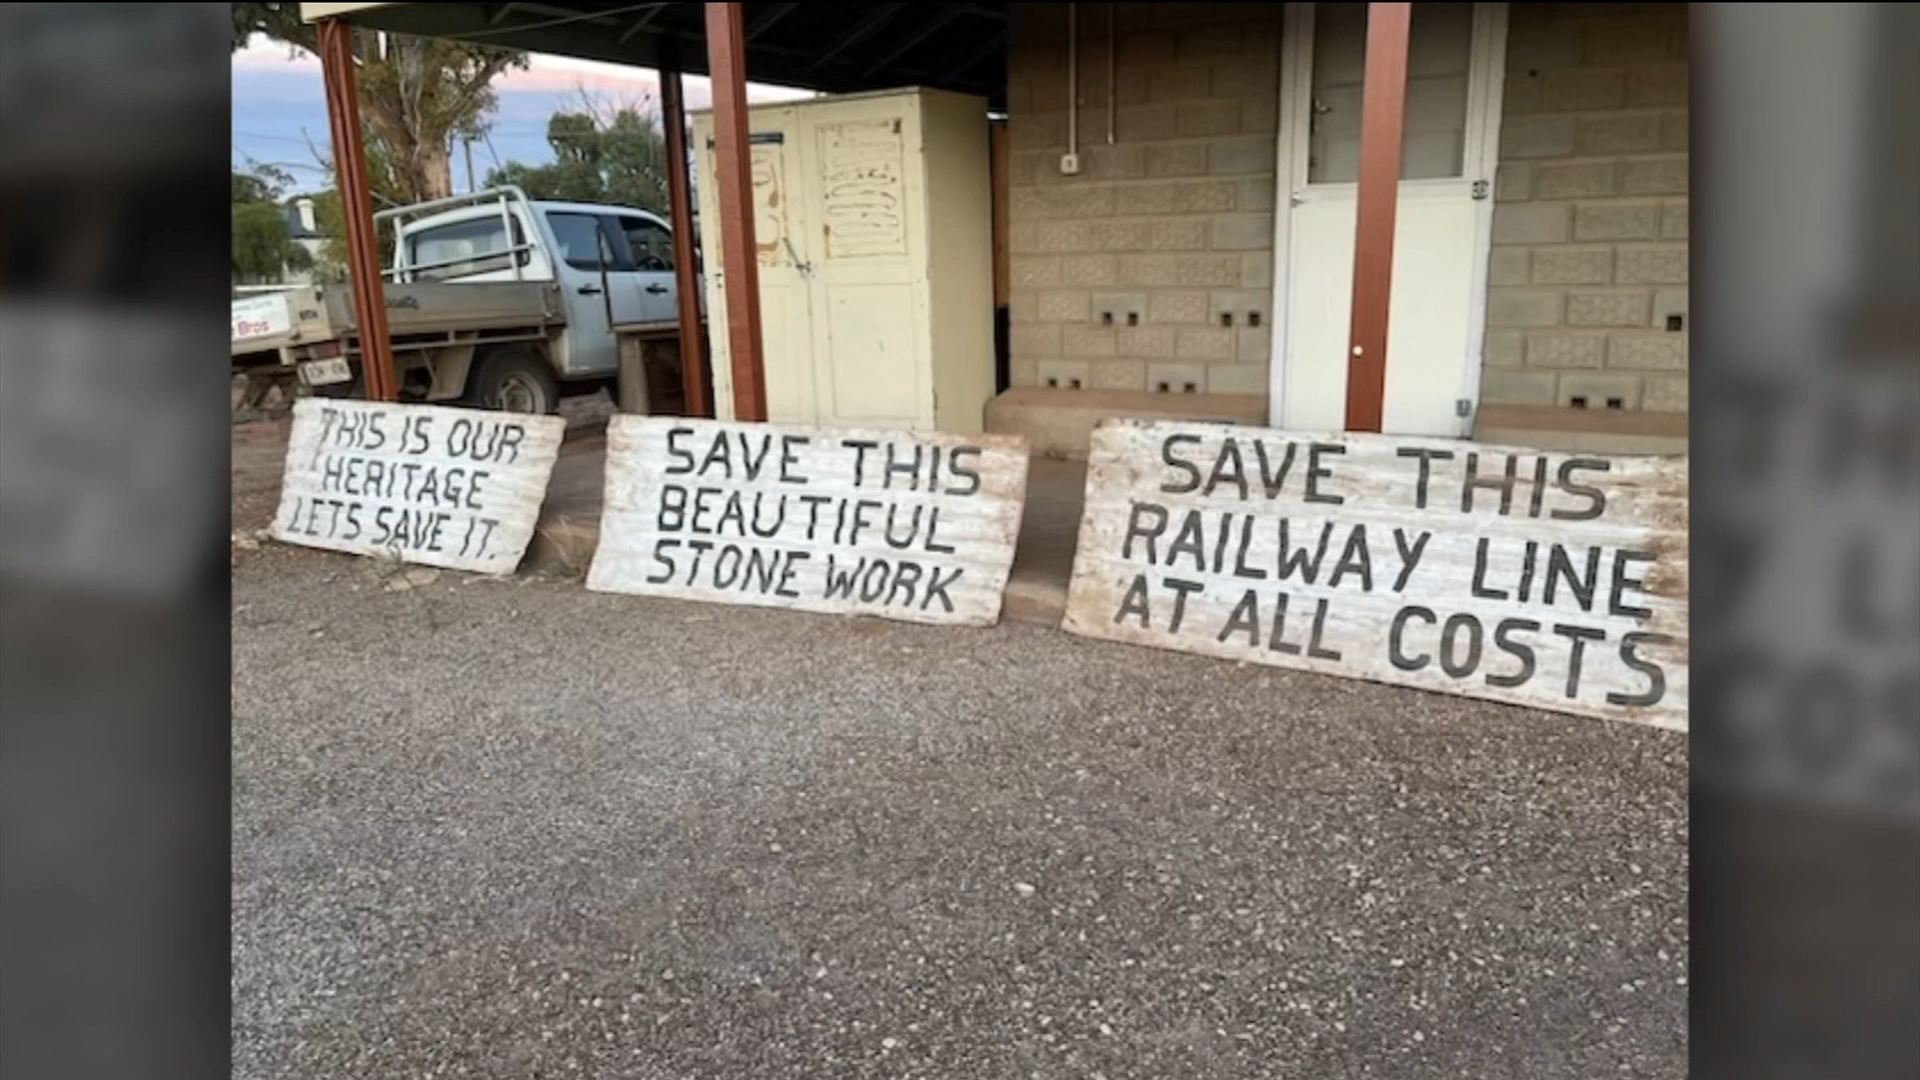 THIS IS OUR
HERITAGE
LETS SAVE IT.
SAVE THIS
BEAUTIFUL
STONE WORK
SAVE THIS
RAILWAY LINE
AT ALL COSTS
Bros